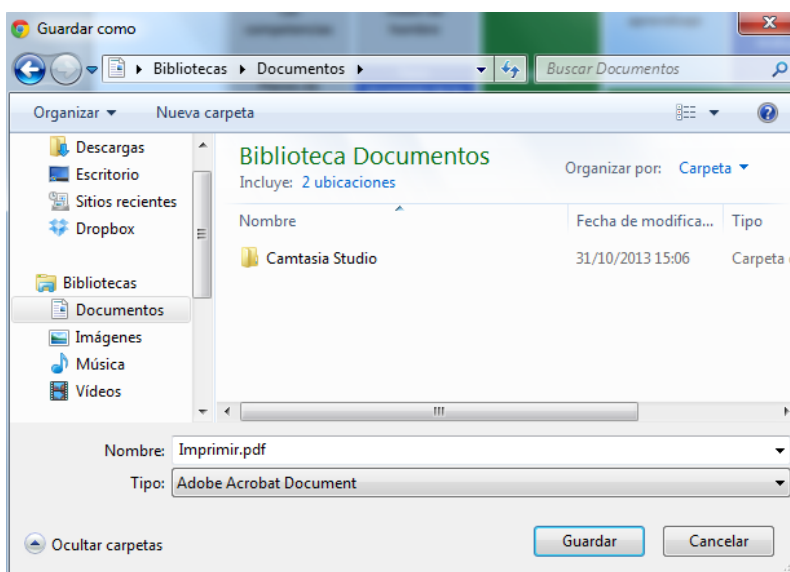 Guardar como
Bibliotecas Documentos
Buscar Documentos
Organizar Nueva carpeta
Descargas
Escritorio
Sitios recientes
Dropbox
Bibliotecas
Documentos
Imágenes
Música
Vídeos
Biblioteca Documentos
Incluye: 2 ubicaciones
Organizar por: Carpeta
Nombre Fecha de modifica... Tipo
Camtasia Studio 31/10/2013 15:06 Carpeta
Nombre: Imprimir.pdf
Tipo: Adobe Acrobat Document
Ocultar carpetas
Guardar Cancelar